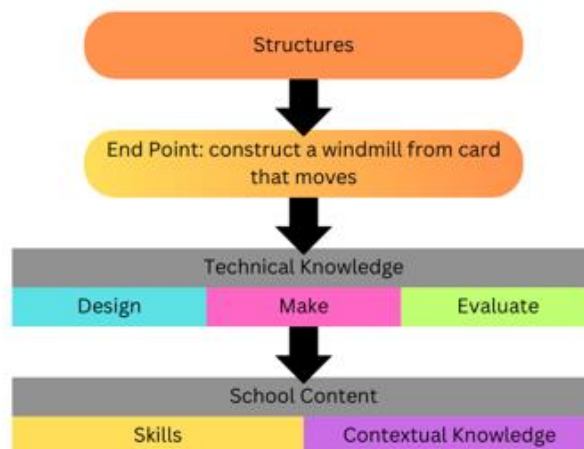 Structures
End Point: construct a windmill from card
that moves
Technical Knowledge
Design
Make
Evaluate
School Content
Skills
Contextual Knowledge